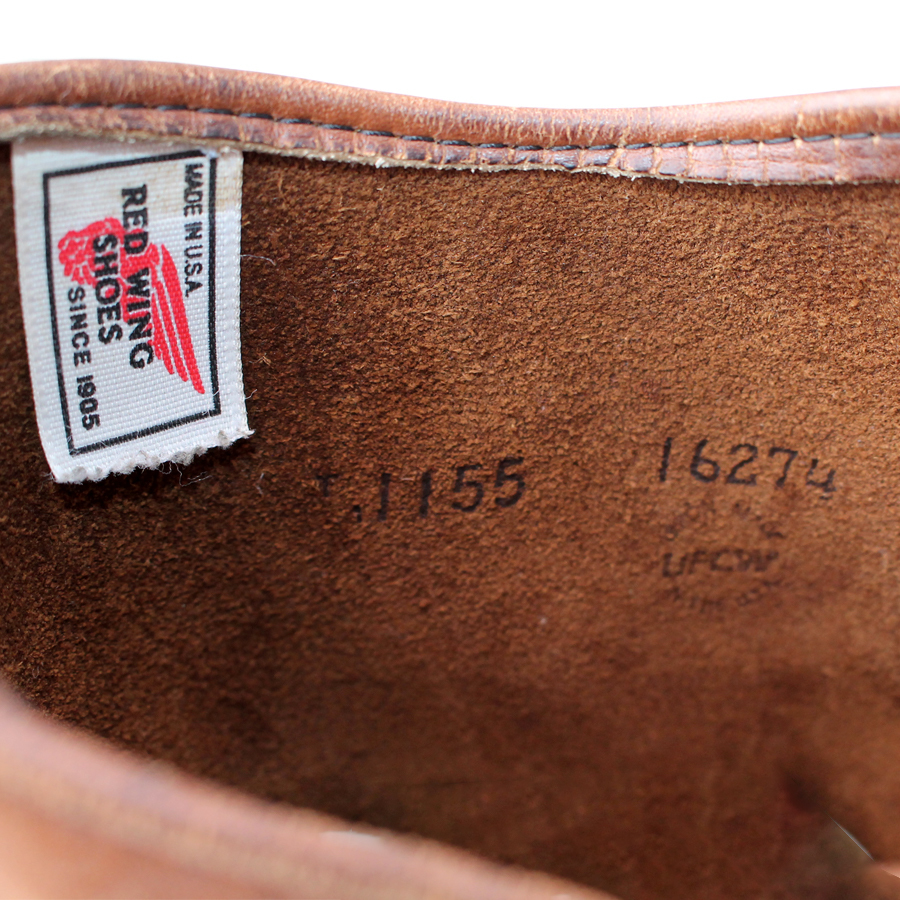 MADE IN U.S.A.
RED WING
SHOES
SINCE 1905
1155
16274
UFCW